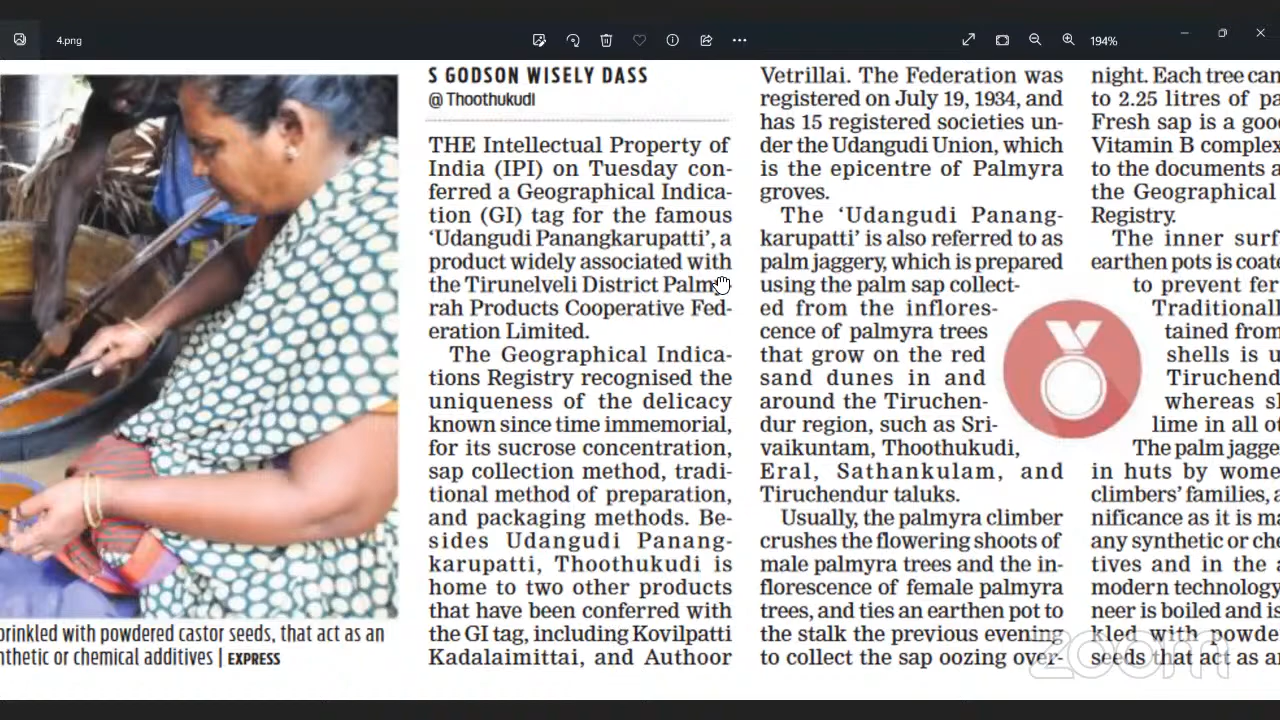 4.png
194%
S GODSON WISELY DASS
@ Thoothukudi
THE Intellectual Property of
India (IPI) on Tuesday con-
ferred a Geographical Indica-
tion (GI) tag for the famous
‘Udangudi Panangkarupatti’, a
product widely associated with
the Tirunelveli District Palmy-
rah Products Cooperative Fed-
eration Limited.
The Geographical Indica-
tions Registry recognised the
uniqueness of the delicacy
known since time immemorial,
for its sucrose concentration,
sap collection method, tradi-
tional method of preparation,
and packaging methods. Be-
sides Udangudi Panang-
karupatti, Thoothukudi is
home to two other products
that have been conferred with
the GI tag, including Kovilpatti
Kadalaimittai, and Authoor
Vetrillai. The Federation was
registered on July 19, 1934, and
has 15 registered societies un-
der the Udangudi Union, which
is the epicentre of Palmyra
groves.
The ‘Udangudi Panang-
karupatti’ is also referred to as
palm jaggery, which is prepared
using the palm sap collect-
ed from the inflores-
cence of palmyra trees
that grow on the red
sand dunes in and
around the Tiruchen-
dur region, such as Sri-
vaikuntam, Thoothukudi,
Eral, Sathankulam, and
Tiruchendur taluks.
Usually, the palmyra climber
crushes the flowering shoots of
male palmyra trees and the in-
florescence of female palmyra
trees, and ties an earthen pot to
the stalk the previous evening
to collect the sap oozing over-
night. Each tree can
to 2.25 litres of pa
Fresh sap is a goo
Vitamin B complex
to the documents a
the Geographical
Registry.
The inner surf
earthen pots is coate
to prevent fer
Traditionall
tained from
shells is u
Tiruchend
whereas sh
lime in all ot
The palm jagge
in huts by wome
climbers’ families, a
nificance as it is ma
any synthetic or che
tives and in the a
modern technology
neer is boiled and is
kled with powde
seeds that act as an
prinkled with powdered castor seeds, that act as an
nthetic or chemical additives | EXPRESS
zoom